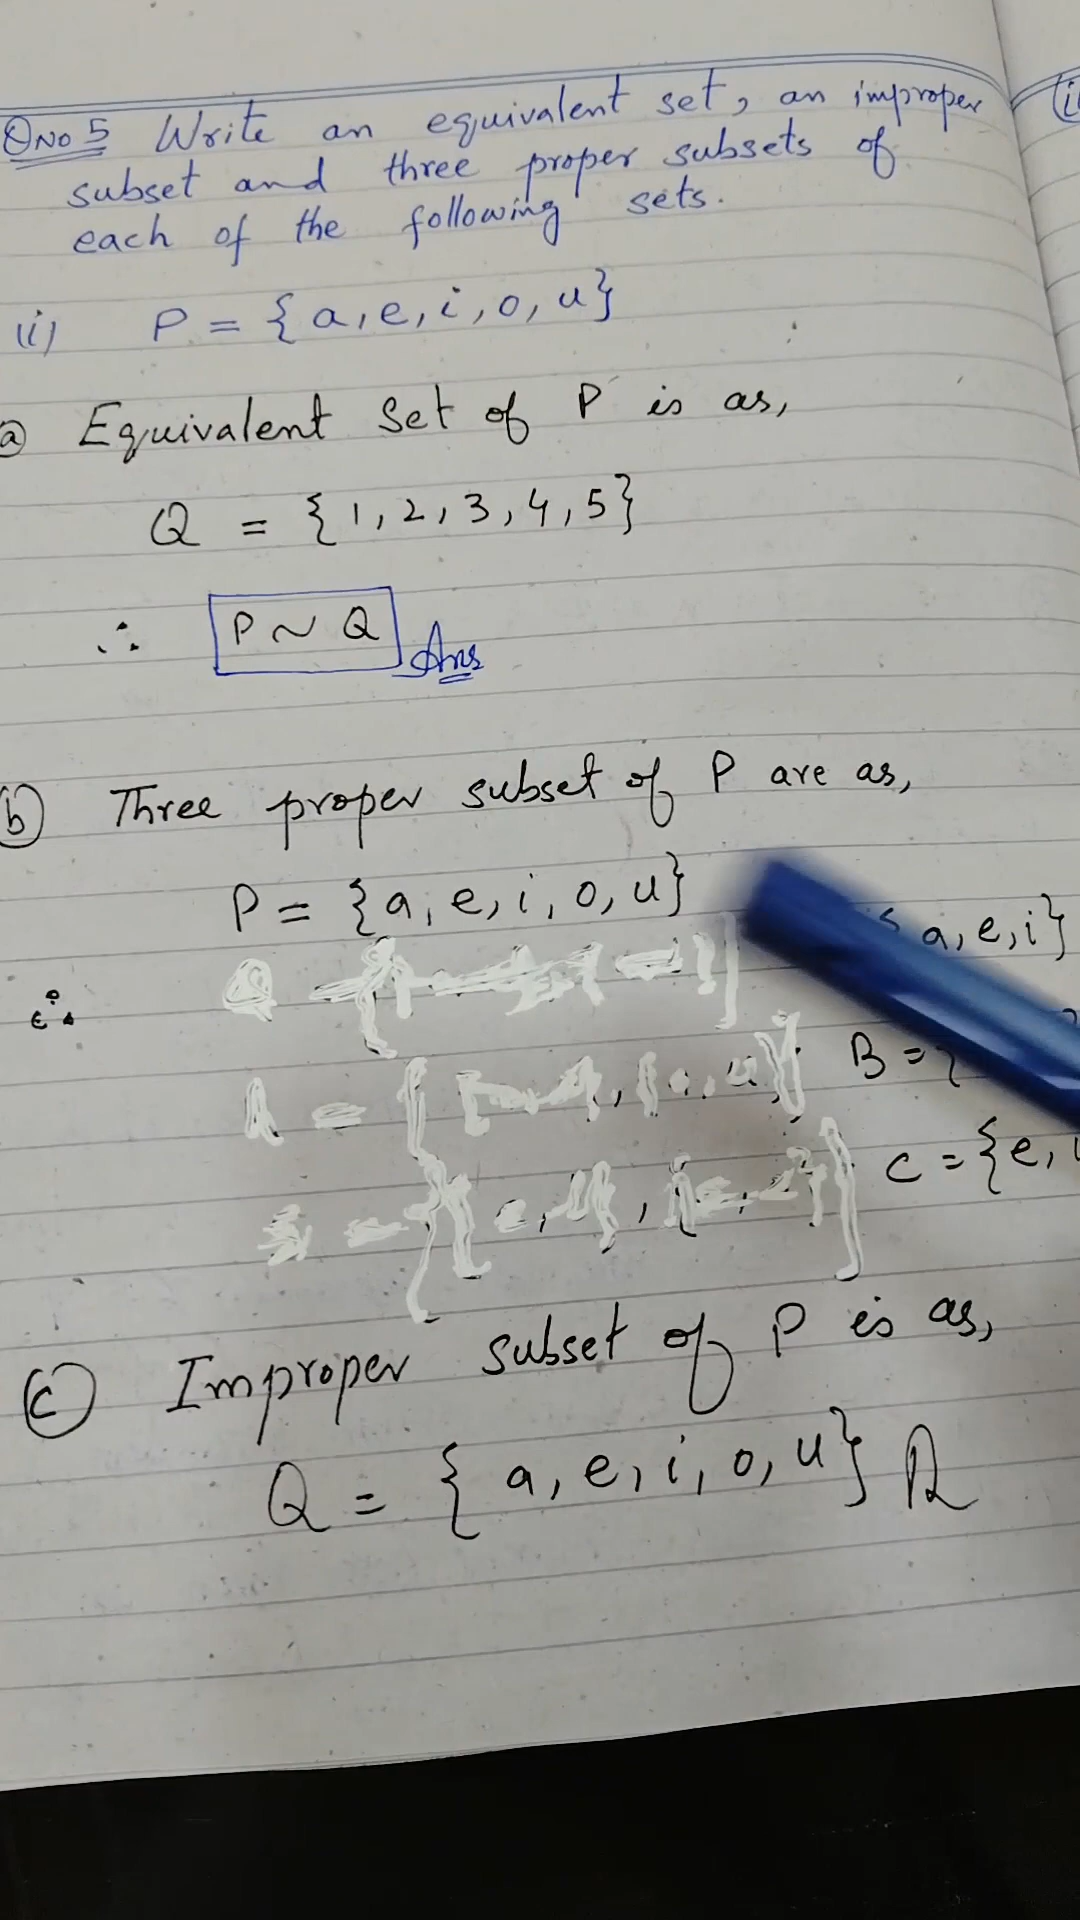 Q NO 5 Write an equivalent set, an improper
subset and three proper subsets of
each of the following sets.
(i) P = {a, e, i, o, u}
(a) Equivalent Set of P is as,
Q = {1, 2, 3, 4, 5}
∴ P ~ Q Ans
(b) Three proper subset of P are as,
P = {a, e, i, o, u}
a, e, i}
∴
B = {
C = {e,
(c) Improper subset of P is as,
Q = {a, e, i, o, u}